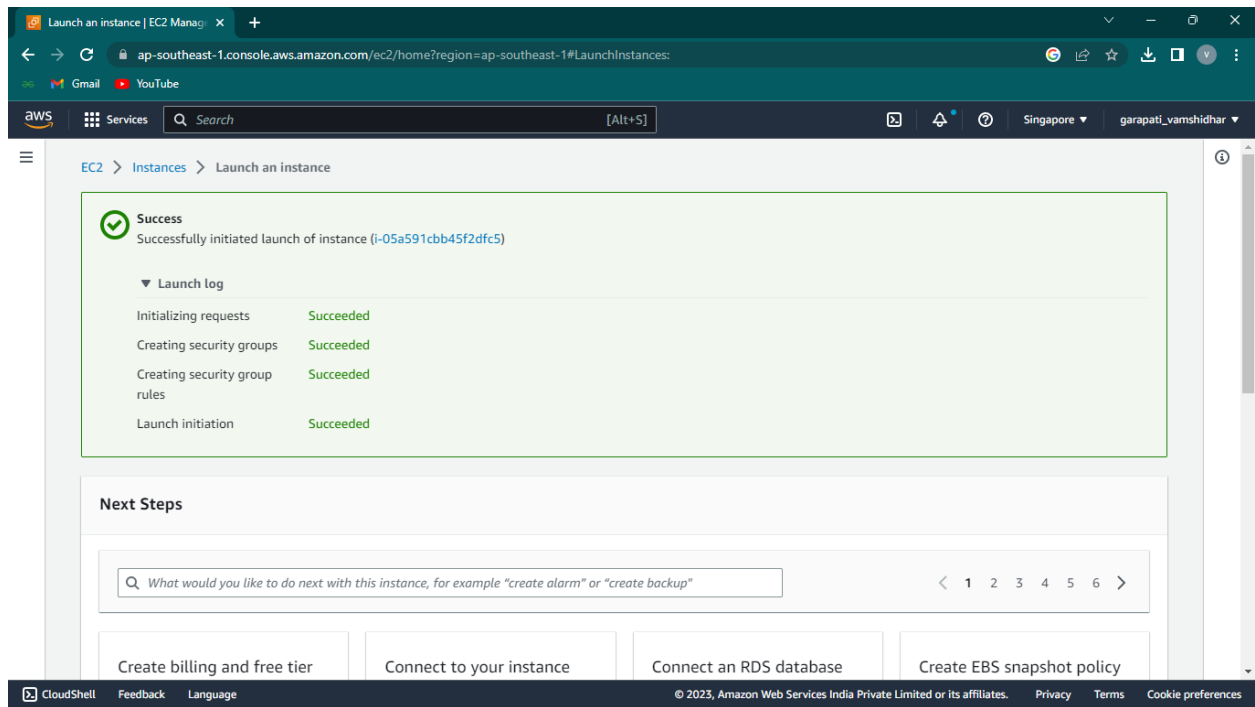 Launch an instance | EC2 Manag
ap-southeast-1.console.aws.amazon.com/ec2/home?region=ap-southeast-1#LaunchInstances:
Gmail YouTube
aws Services Search [Alt+S] Singapore garapati_vamshidhar
EC2 > Instances > Launch an instance
Success
Successfully initiated launch of instance (i-05a591cbb45f2dfc5)
Launch log
Initializing requests Succeeded
Creating security groups Succeeded
Creating security group Succeeded
rules
Launch initiation Succeeded
Next Steps
What would you like to do next with this instance, for example "create alarm" or "create backup"
1 2 3 4 5 6
Create billing and free tier Connect to your instance Connect an RDS database Create EBS snapshot policy
CloudShell Feedback Language © 2023, Amazon Web Services India Private Limited or its affiliates. Privacy Terms Cookie preferences